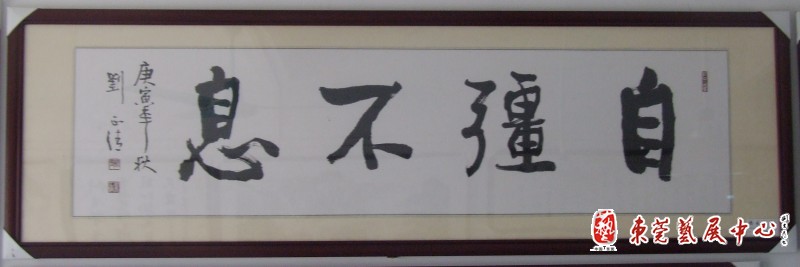 自彊不息
庚寅年秋
劉
東莞藝展中心